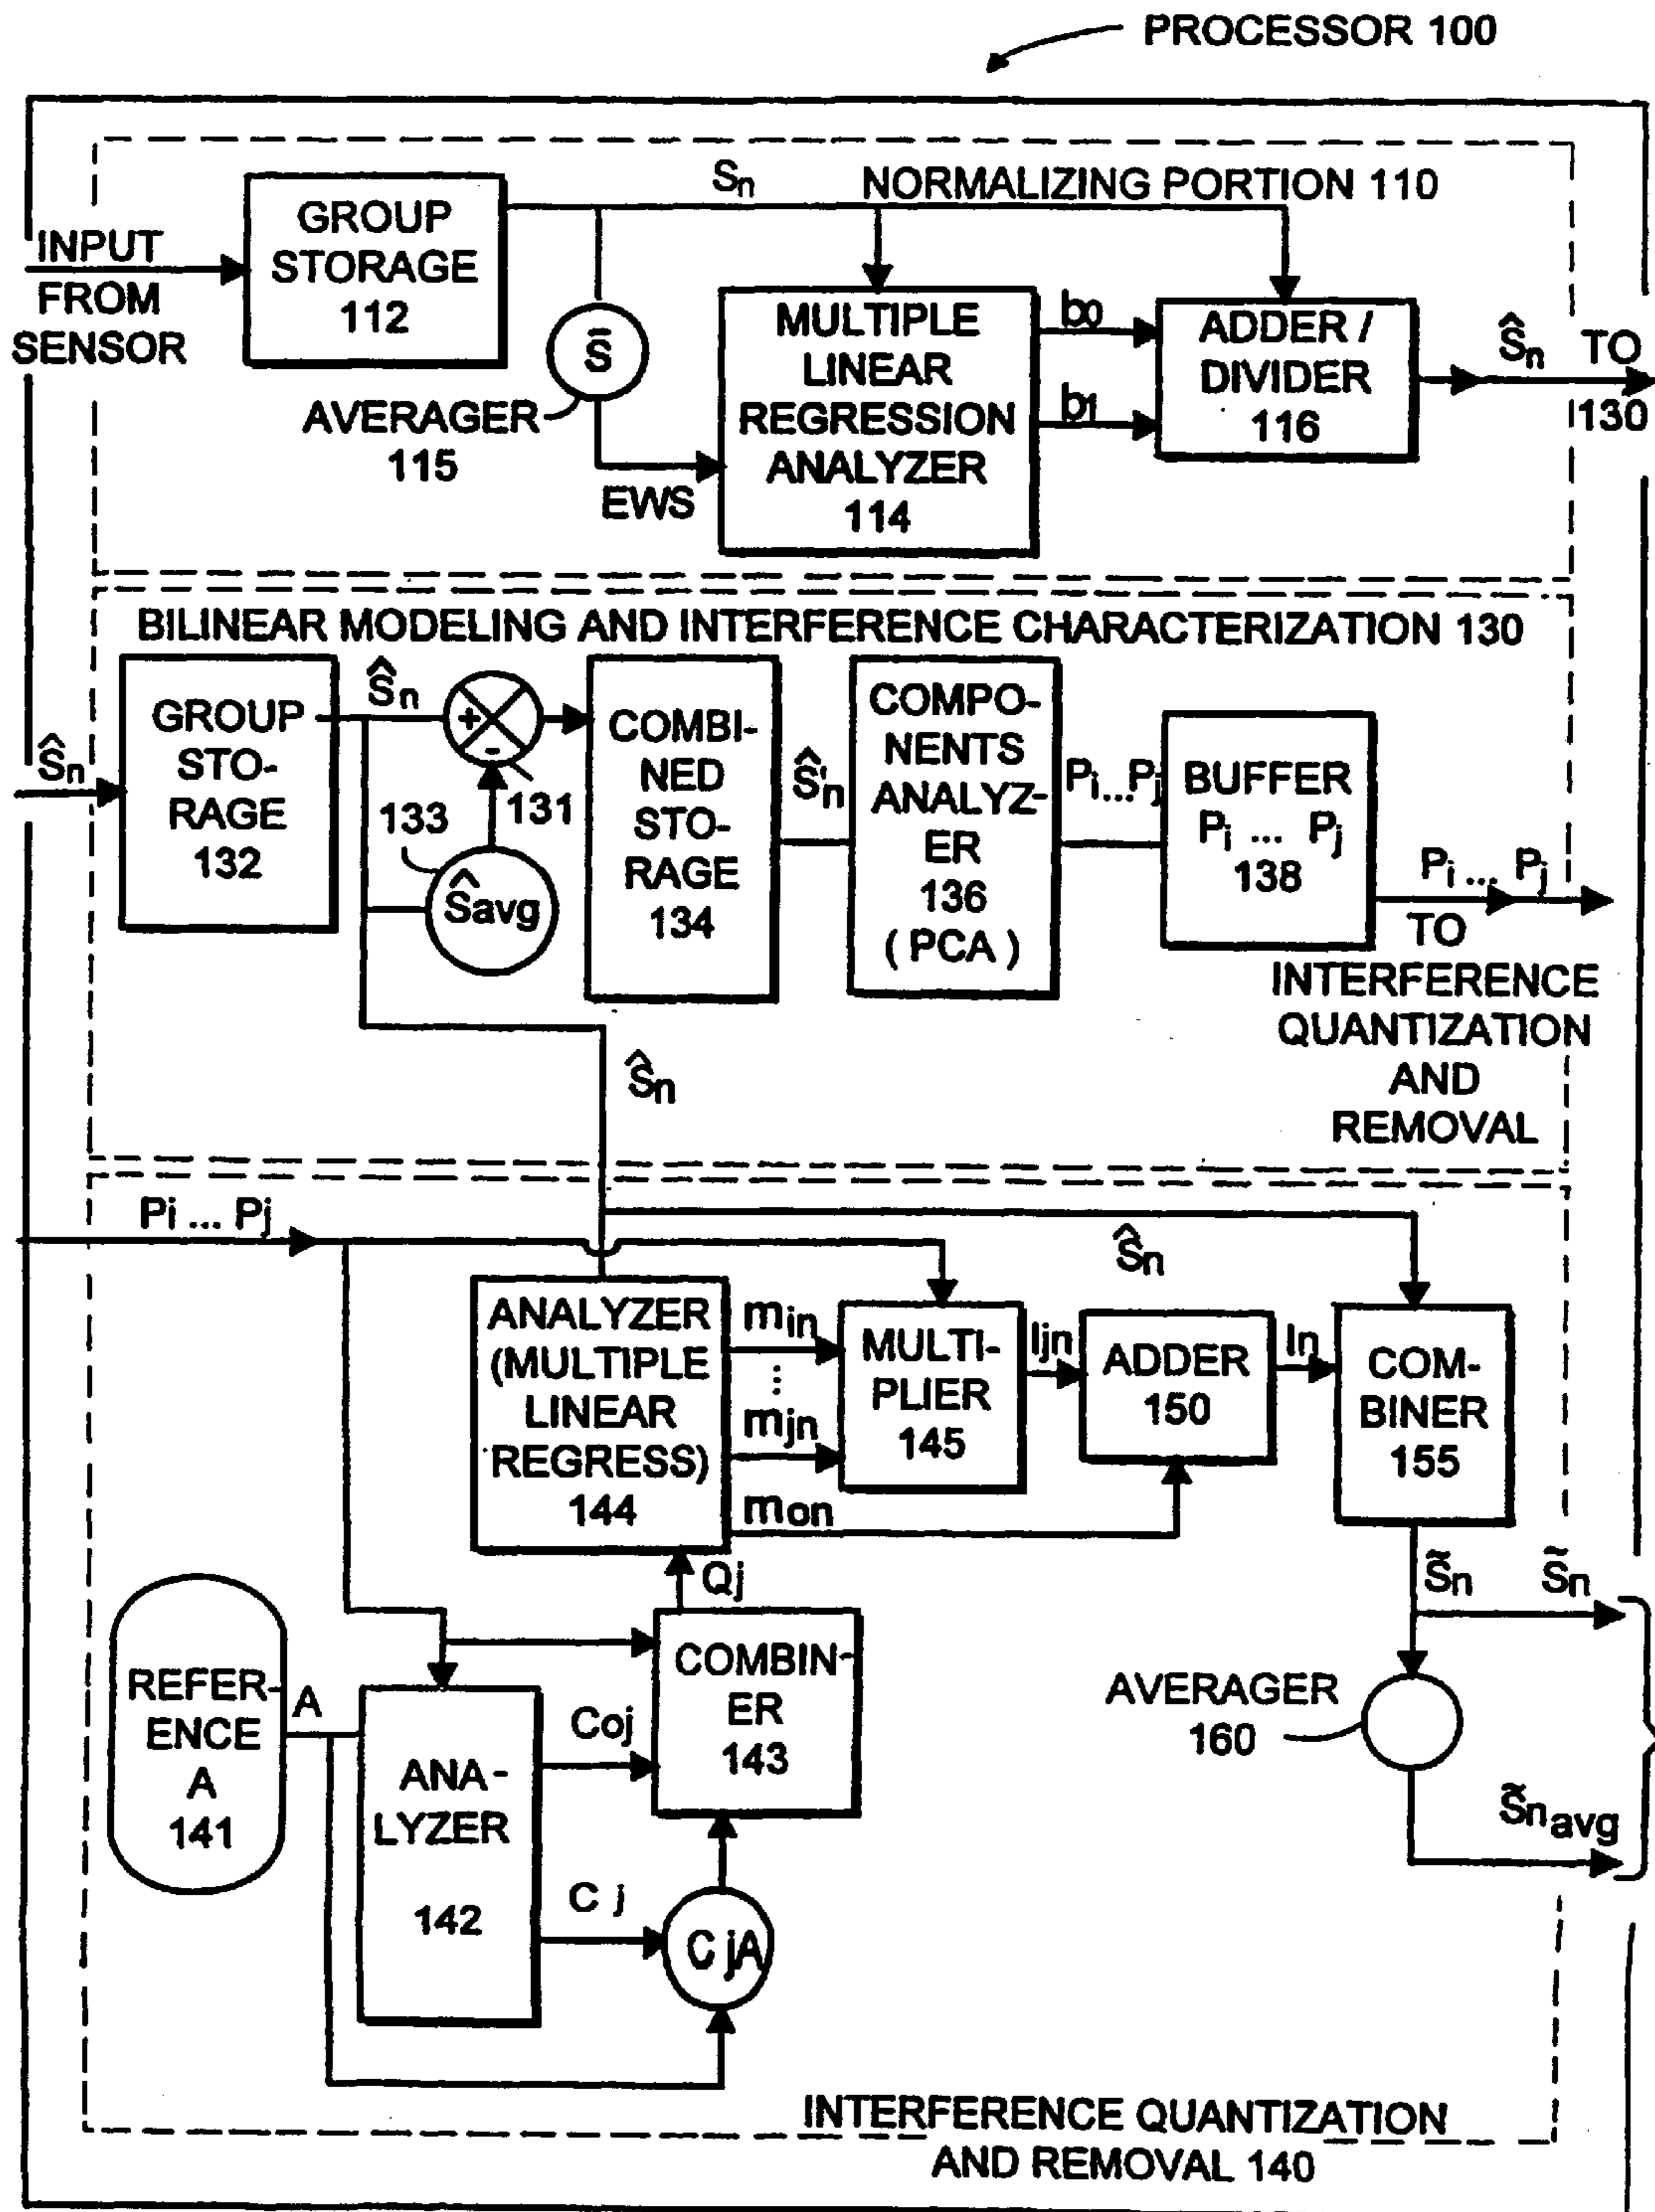 PROCESSOR 100
Sn
NORMALIZING PORTION 110
GROUP
STORAGE
112
INPUT
FROM
SENSOR
S̄
AVERAGER
115
EWS
MULTIPLE
LINEAR
REGRESSION
ANALYZER
114
b0
b1
ADDER /
DIVIDER
116
Ŝn TO
130
BILINEAR MODELING AND INTERFERENCE CHARACTERIZATION 130
Ŝn
GROUP
STO-
RAGE
132
Ŝn
+
-
131
133
Ŝavg
COMBI-
NED
STO-
RAGE
134
Ŝ'n
COMPO-
NENTS
ANALYZ-
ER
136
( PCA )
Pi...Pj
BUFFER
Pi ... Pj
138
Pi ... Pj
TO
INTERFERENCE
QUANTIZATION
AND
REMOVAL
Ŝn
Pi ... Pj
Ŝn
ANALYZER
(MULTIPLE
LINEAR
REGRESS)
144
min
...
mjn
mon
MULTI-
PLIER
145
Ijn
ADDER
150
In
COM-
BINER
155
Qj
S̃n
S̃n
REFER-
ENCE
A
141
A
ANA-
LYZER
142
Coj
C j
COMBIN-
ER
143
C jA
AVERAGER
160
S̃navg
INTERFERENCE QUANTIZATION
AND REMOVAL 140